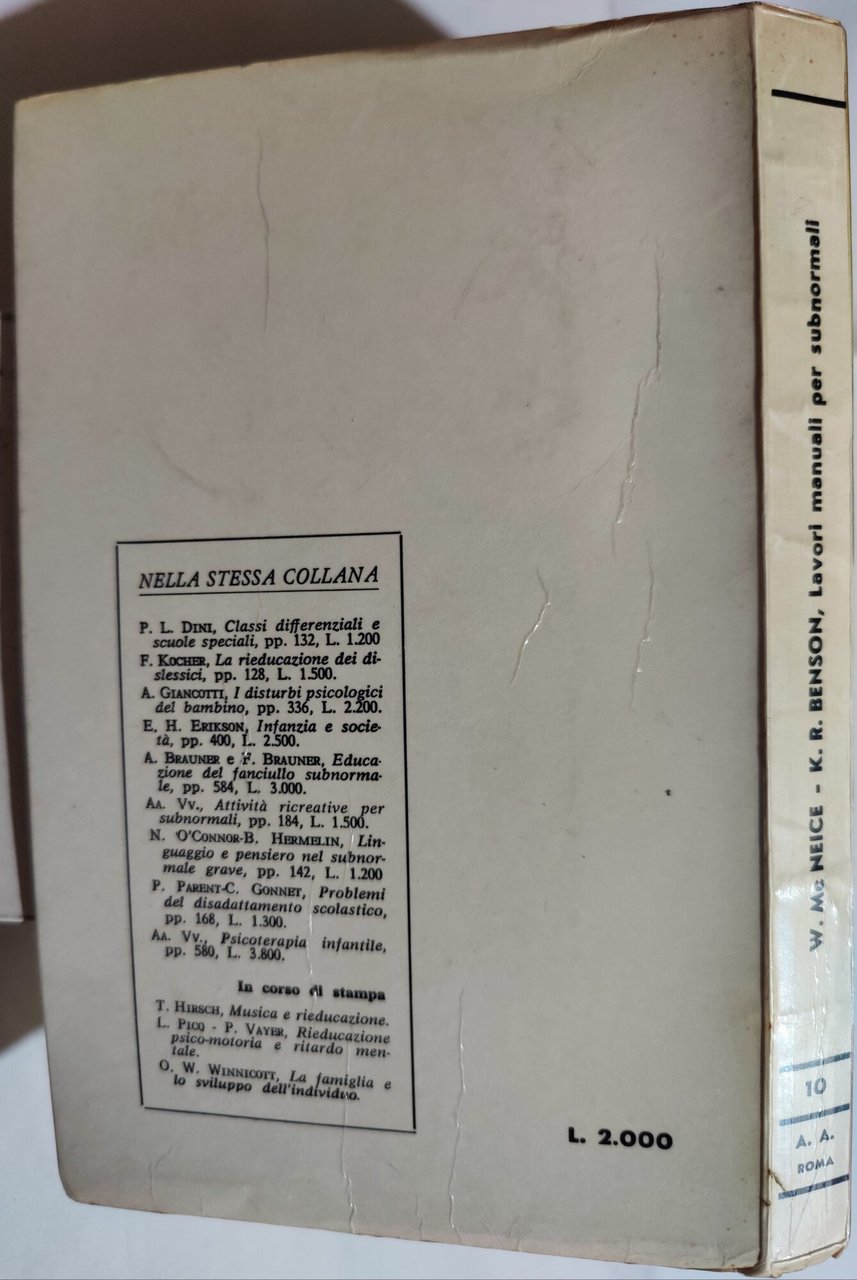 NELLA STESSA COLLANA
P. L. DINI, Classi differenziali e
scuole speciali, pp. 132, L. 1.200
F. KOCHER, La rieducazione dei di-
slessici, pp. 128, L. 1.500.
A. GIANCOTTI, I disturbi psicologici
del bambino, pp. 336, L. 2.200.
E. H. ERIKSON, Infanzia e socie-
tà, pp. 400, L. 2.500.
A. BRAUNER e F. BRAUNER, Educa-
zione del fanciullo subnorma-
le, pp. 584, L. 3.000.
AA. VV., Attività ricreative per
subnormali, pp. 184, L. 1.500.
N. O'CONNOR-B. HERMELIN, Lin-
guaggio e pensiero nel subnor-
male grave, pp. 142, L. 1.200
P. PARENT-C. GONNET, Problemi
del disadattamento scolastico,
pp. 168, L. 1.300.
AA. VV., Psicoterapia infantile,
pp. 580, L. 3.800.
In corso di stampa
T. HIRSCH, Musica e rieducazione.
L. PICQ - P. VAYER, Rieducazione
psico-motoria e ritardo men-
tale.
O. W. WINNICOTT, La famiglia e
lo sviluppo dell'individuo.
L. 2.000
W. Mc NEICE - K. R. BENSON, Lavori manuali per subnormali
10
A. A.
ROMA